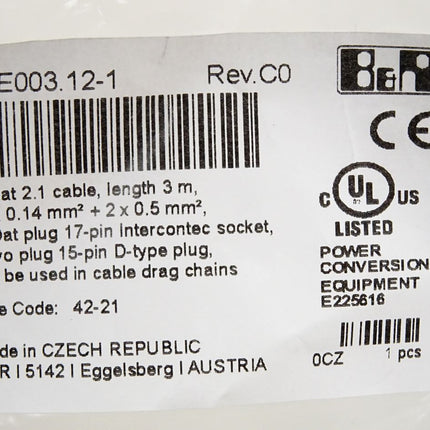 E003.12-1 Rev.C0
B&R
CE
at 2.1 cable, length 3 m,
0.14 mm² + 2 x 0.5 mm²,
Dat plug 17-pin Intercontec socket,
vo plug 15-pin D-type plug,
be used in cable drag chains
C UL US
LISTED
POWER
CONVERSION
EQUIPMENT
E225616
e Code: 42-21
de in CZECH REPUBLIC
R I 5142 I Eggelsberg I AUSTRIA
0CZ 1 pcs